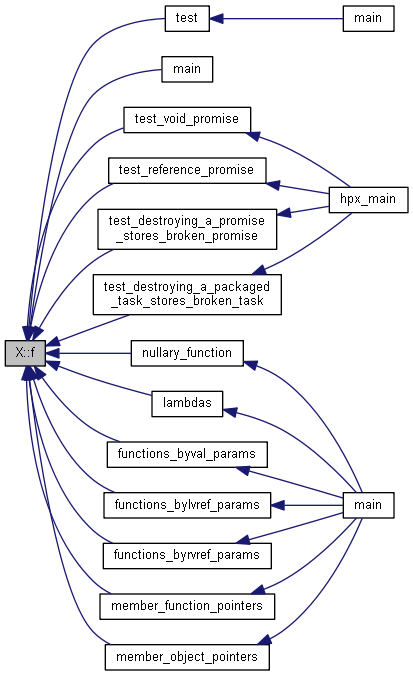 test
main
main
test_void_promise
test_reference_promise
hpx_main
test_destroying_a_promise
_stores_broken_promise
test_destroying_a_packaged
_task_stores_broken_task
X::f
nullary_function
lambdas
functions_byval_params
functions_bylvref_params
main
functions_byrvref_params
member_function_pointers
member_object_pointers